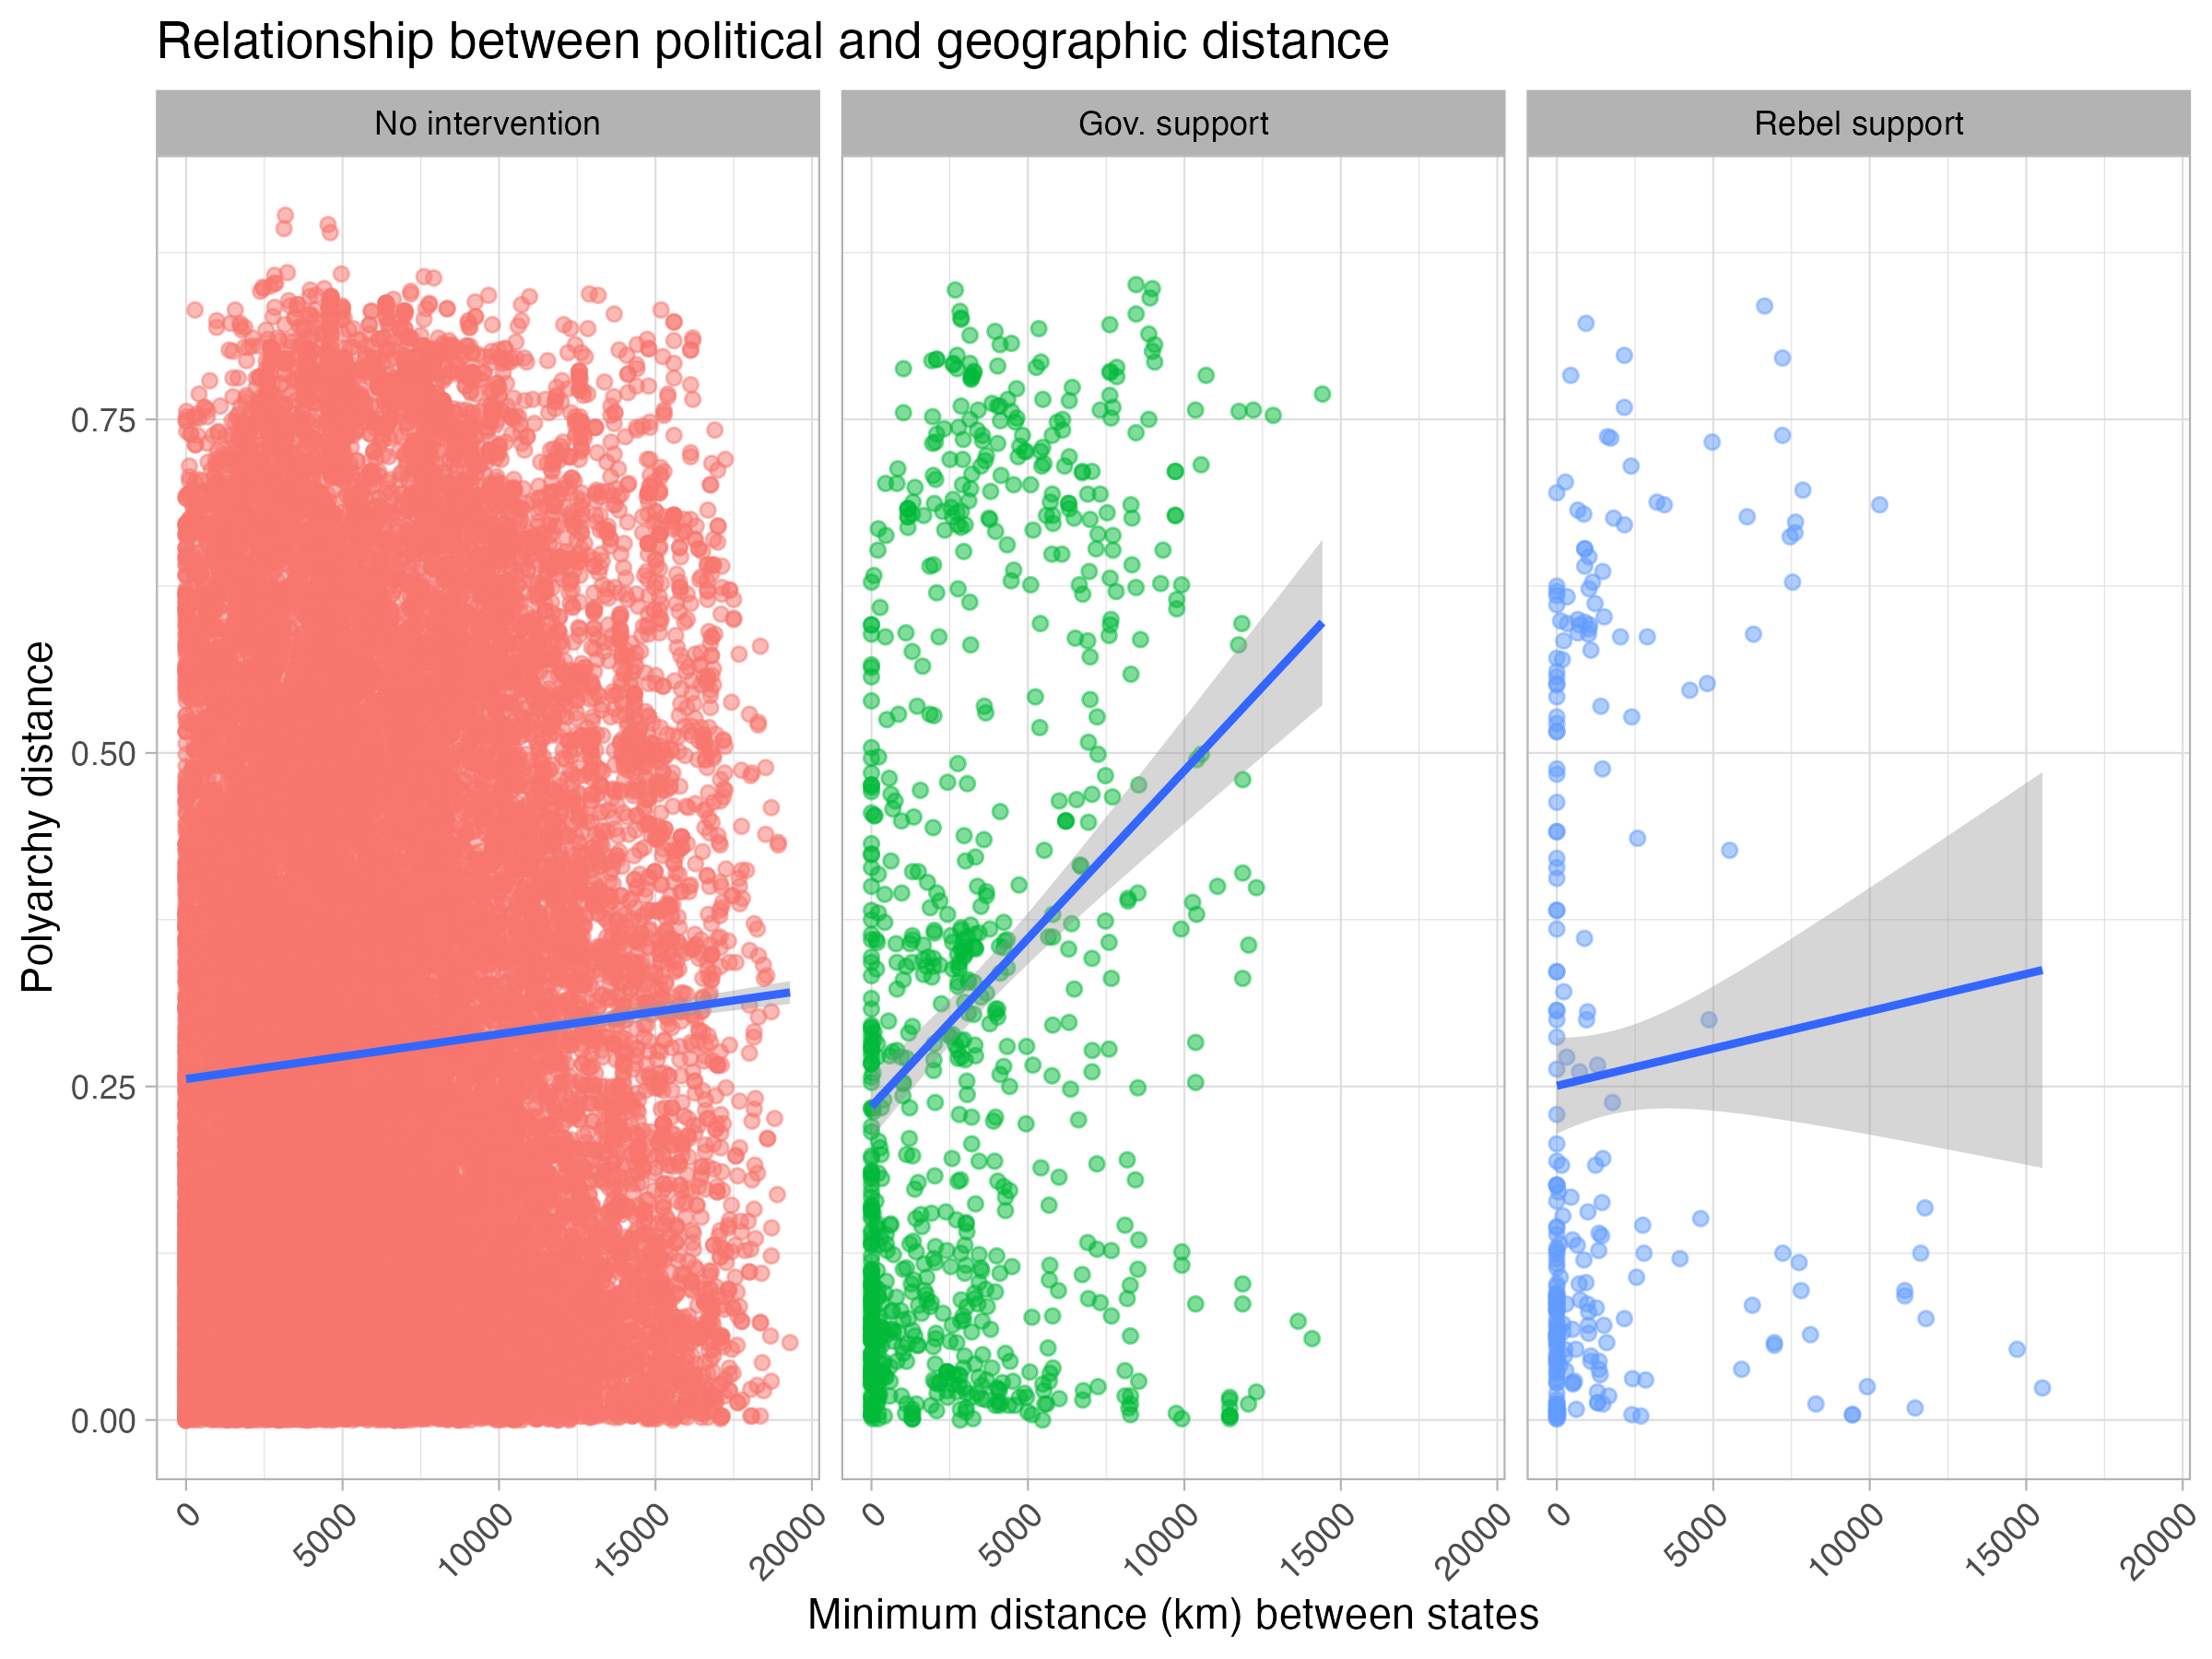 Relationship between political and geographic distance
No intervention
Gov. support
Rebel support
Polyarchy distance
0.75
0.50
0.25
0.00
0 5000 10000 15000 20000
0 5000 10000 15000 20000
0 5000 10000 15000 20000
Minimum distance (km) between states